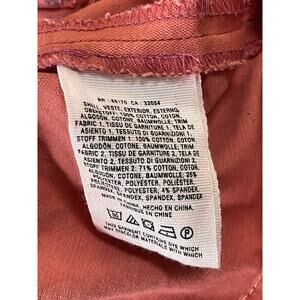 RN : 66170 CA : 32054
SHELL, VESTE, EXTERIOR, ESTERNO,
OBERSTOFF: 100% COTTON, COTON,
ALGODÓN, COTONE, BAUMWOLLE; TRIM
FABRIC 1, TISSU DE GARNITURE 1, TELA DE
ASIENTO 1, TESSUTO DI GUARNIZIONI 1,
STOFF TRIMMEN 1: 100% COTTON, COTON,
ALGODÓN, COTONE, BAUMWOLLE; TRIM
FABRIC 2, TISSU DE GARNITURE 2, TELA DE
ASIENTO 2, TESSUTO DI GUARNIZIONI 2,
STOFF TRIMMEN 2: 71% COTTON, COTON,
ALGODÓN, COTONE, BAUMWOLLE, 25%
POLYESTER, POLYESTER, POLIÉSTER,
POLIESTERE, POLYESTER, 4% SPANDEX,
SPANDEX, SPANDEX, SPANDEX, SPANDEX.
MADE IN CHINA, HECHO EN CHINA,
FABRIQUÉ EN CHINE
THIS GARMENT CONTAINS DYE WHICH
MAY DISCOLOR MATERIALS WITH WHICH